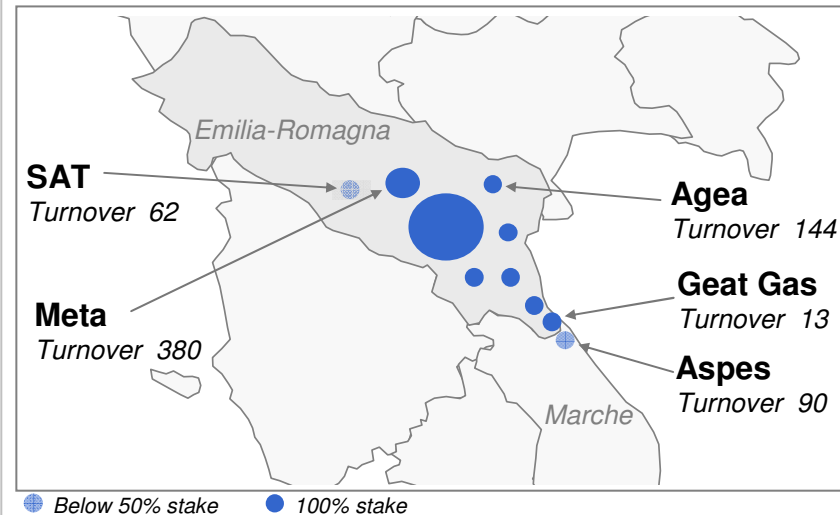 Emilia-Romagna
SAT
Turnover 62
Agea
Turnover 144
Geat Gas
Turnover 13
Meta
Turnover 380
Aspes
Turnover 90
Marche
Below 50% stake
100% stake